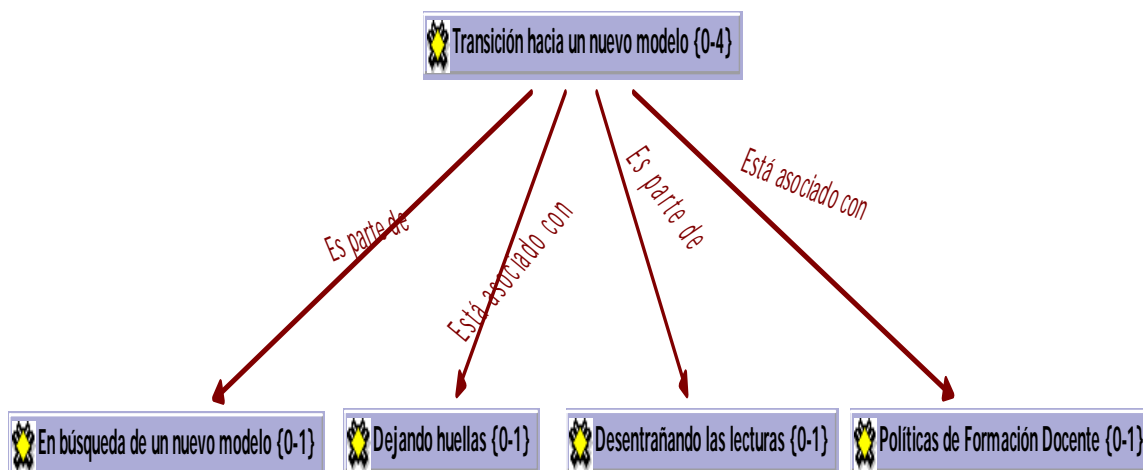 Transición hacia un nuevo modelo {0-4}
Es parte de
Está asociado con
Es parte de
Está asociado con
En búsqueda de un nuevo modelo {0-1}
Dejando huellas {0-1}
Desentrañando las lecturas {0-1}
Políticas de Formación Docente {0-1}